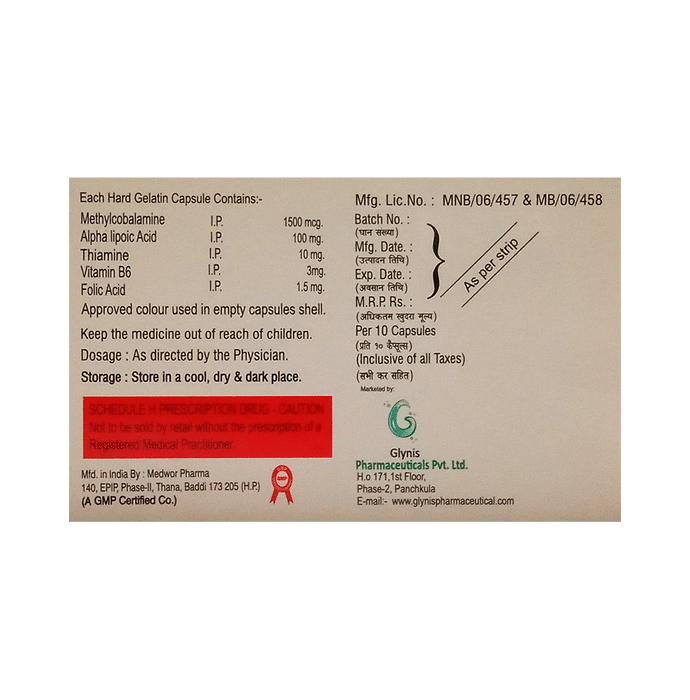 Each Hard Gelatin Capsule Contains:-
Methylcobalamine I.P. 1500 mcg.
Alpha lipoic Acid I.P. 100 mg.
Thiamine I.P. 10 mg.
Vitamin B6 I.P. 3mg.
Folic Acid I.P. 1.5 mg.
Approved colour used in empty capsules shell.
Keep the medicine out of reach of children.
Dosage : As directed by the Physician.
Storage : Store in a cool, dry & dark place.
SCHEDULE H PRESCRIPTION DRUG - CAUTION
Not to be sold by retail without the prescription of a
Registered Medical Practitioner.
Mfd. in India By : Medwor Pharma
140, EPIP, Phase-II, Thana, Baddi 173 205 (H.P.)
(A GMP Certified Co.)
GMP
Mfg. Lic.No. : MNB/06/457 & MB/06/458
Batch No. :
(घान संख्या)
Mfg. Date. :
(उत्पादन तिथि)
Exp. Date. :
(अवसान तिथि)
M.R.P. Rs. :
(अधिकतम खुदरा मूल्य)
As per strip
Per 10 Capsules
(प्रति १० कैप्सूल्स)
(Inclusive of all Taxes)
(सभी कर सहित)
Marketed by:
Glynis
Pharmaceuticals Pvt. Ltd.
H.o 171,1st Floor,
Phase-2, Panchkula
E-mail:- www.glynispharmaceutical.com